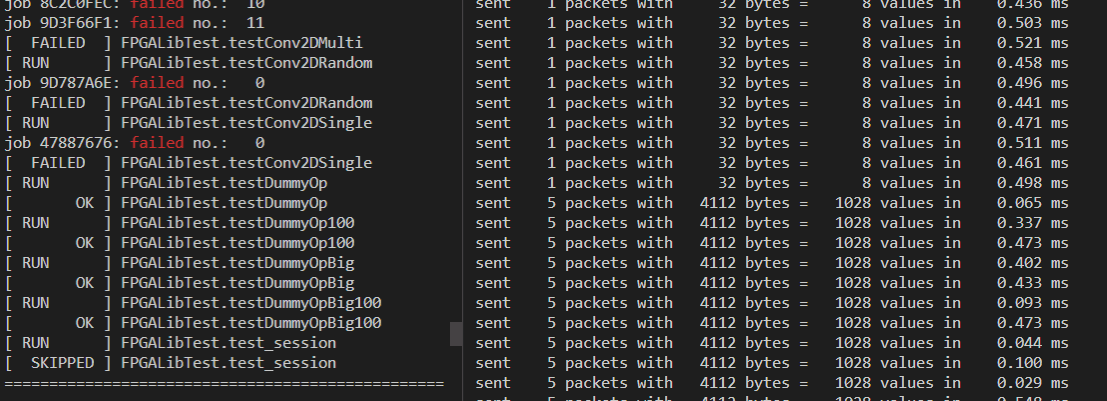 job 8C2C0FEC: failed no.:  10
job 9D3F66F1: failed no.:  11
[  FAILED  ] FPGALibTest.testConv2DMulti
[ RUN      ] FPGALibTest.testConv2DRandom
job 9D787A6E: failed no.:   0
[  FAILED  ] FPGALibTest.testConv2DRandom
[ RUN      ] FPGALibTest.testConv2DSingle
job 47887676: failed no.:   0
[  FAILED  ] FPGALibTest.testConv2DSingle
[ RUN      ] FPGALibTest.testDummyOp
[       OK ] FPGALibTest.testDummyOp
[ RUN      ] FPGALibTest.testDummyOp100
[       OK ] FPGALibTest.testDummyOp100
[ RUN      ] FPGALibTest.testDummyOpBig
[       OK ] FPGALibTest.testDummyOpBig
[ RUN      ] FPGALibTest.testDummyOpBig100
[       OK ] FPGALibTest.testDummyOpBig100
[ RUN      ] FPGALibTest.test_session
[  SKIPPED ] FPGALibTest.test_session
=================================================
sent    1 packets with     32 bytes =      8 values in    0.436 ms
sent    1 packets with     32 bytes =      8 values in    0.503 ms
sent    1 packets with     32 bytes =      8 values in    0.521 ms
sent    1 packets with     32 bytes =      8 values in    0.458 ms
sent    1 packets with     32 bytes =      8 values in    0.496 ms
sent    1 packets with     32 bytes =      8 values in    0.441 ms
sent    1 packets with     32 bytes =      8 values in    0.471 ms
sent    1 packets with     32 bytes =      8 values in    0.511 ms
sent    1 packets with     32 bytes =      8 values in    0.461 ms
sent    1 packets with     32 bytes =      8 values in    0.498 ms
sent    5 packets with   4112 bytes =   1028 values in    0.065 ms
sent    5 packets with   4112 bytes =   1028 values in    0.337 ms
sent    5 packets with   4112 bytes =   1028 values in    0.473 ms
sent    5 packets with   4112 bytes =   1028 values in    0.402 ms
sent    5 packets with   4112 bytes =   1028 values in    0.433 ms
sent    5 packets with   4112 bytes =   1028 values in    0.093 ms
sent    5 packets with   4112 bytes =   1028 values in    0.473 ms
sent    5 packets with   4112 bytes =   1028 values in    0.044 ms
sent    5 packets with   4112 bytes =   1028 values in    0.100 ms
sent    5 packets with   4112 bytes =   1028 values in    0.029 ms